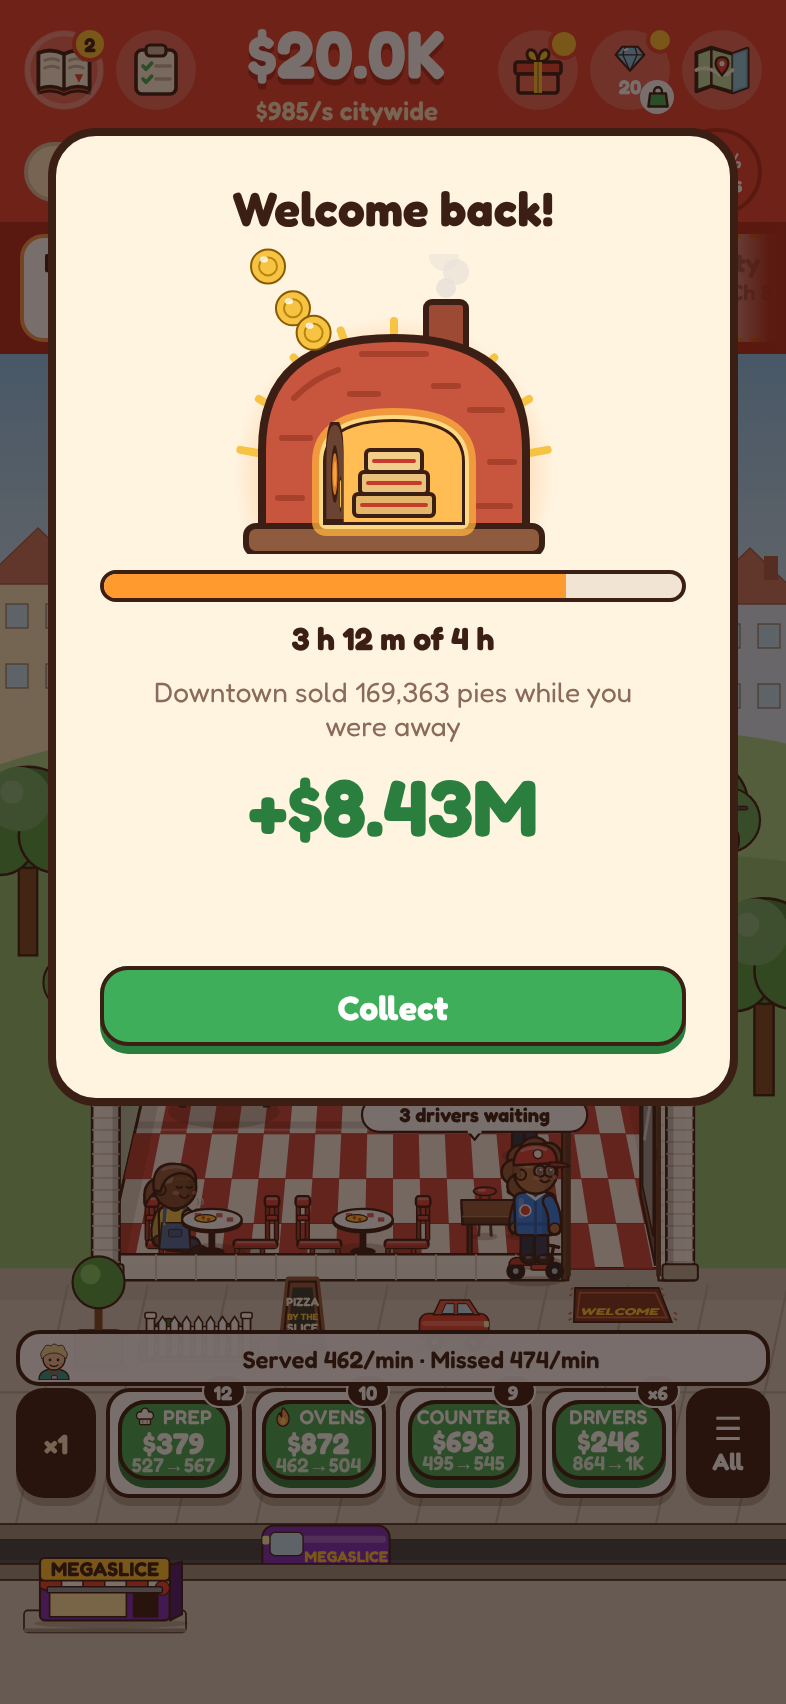 2
$20.0K
$985/s citywide
20
Welcome back!
3 h 12 m of 4 h
Downtown sold 169,363 pies while you
were away
+$8.43M
Collect
3 drivers waiting
PIZZA
BY THE
SLICE
WELCOME
Served 462/min · Missed 474/min
12
10
9
x6
x1
PREP
$379
527→567
OVENS
$872
462→504
COUNTER
$693
495→545
DRIVERS
$246
864→1K
All
MEGASLICE
MEGASLICE